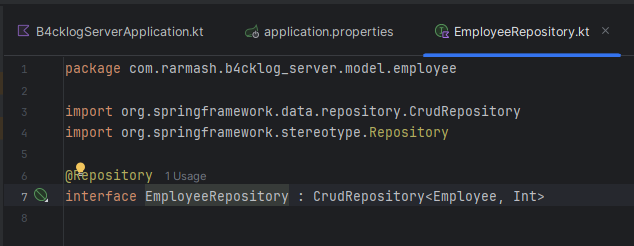 B4cklogServerApplication.kt application.properties EmployeeRepository.kt
1 package com.rarmash.b4cklog_server.model.employee
2
3 import org.springframework.data.repository.CrudRepository
4 import org.springframework.stereotype.Repository
5
6 @Repository 1 Usage
7 interface EmployeeRepository : CrudRepository<Employee, Int>
8